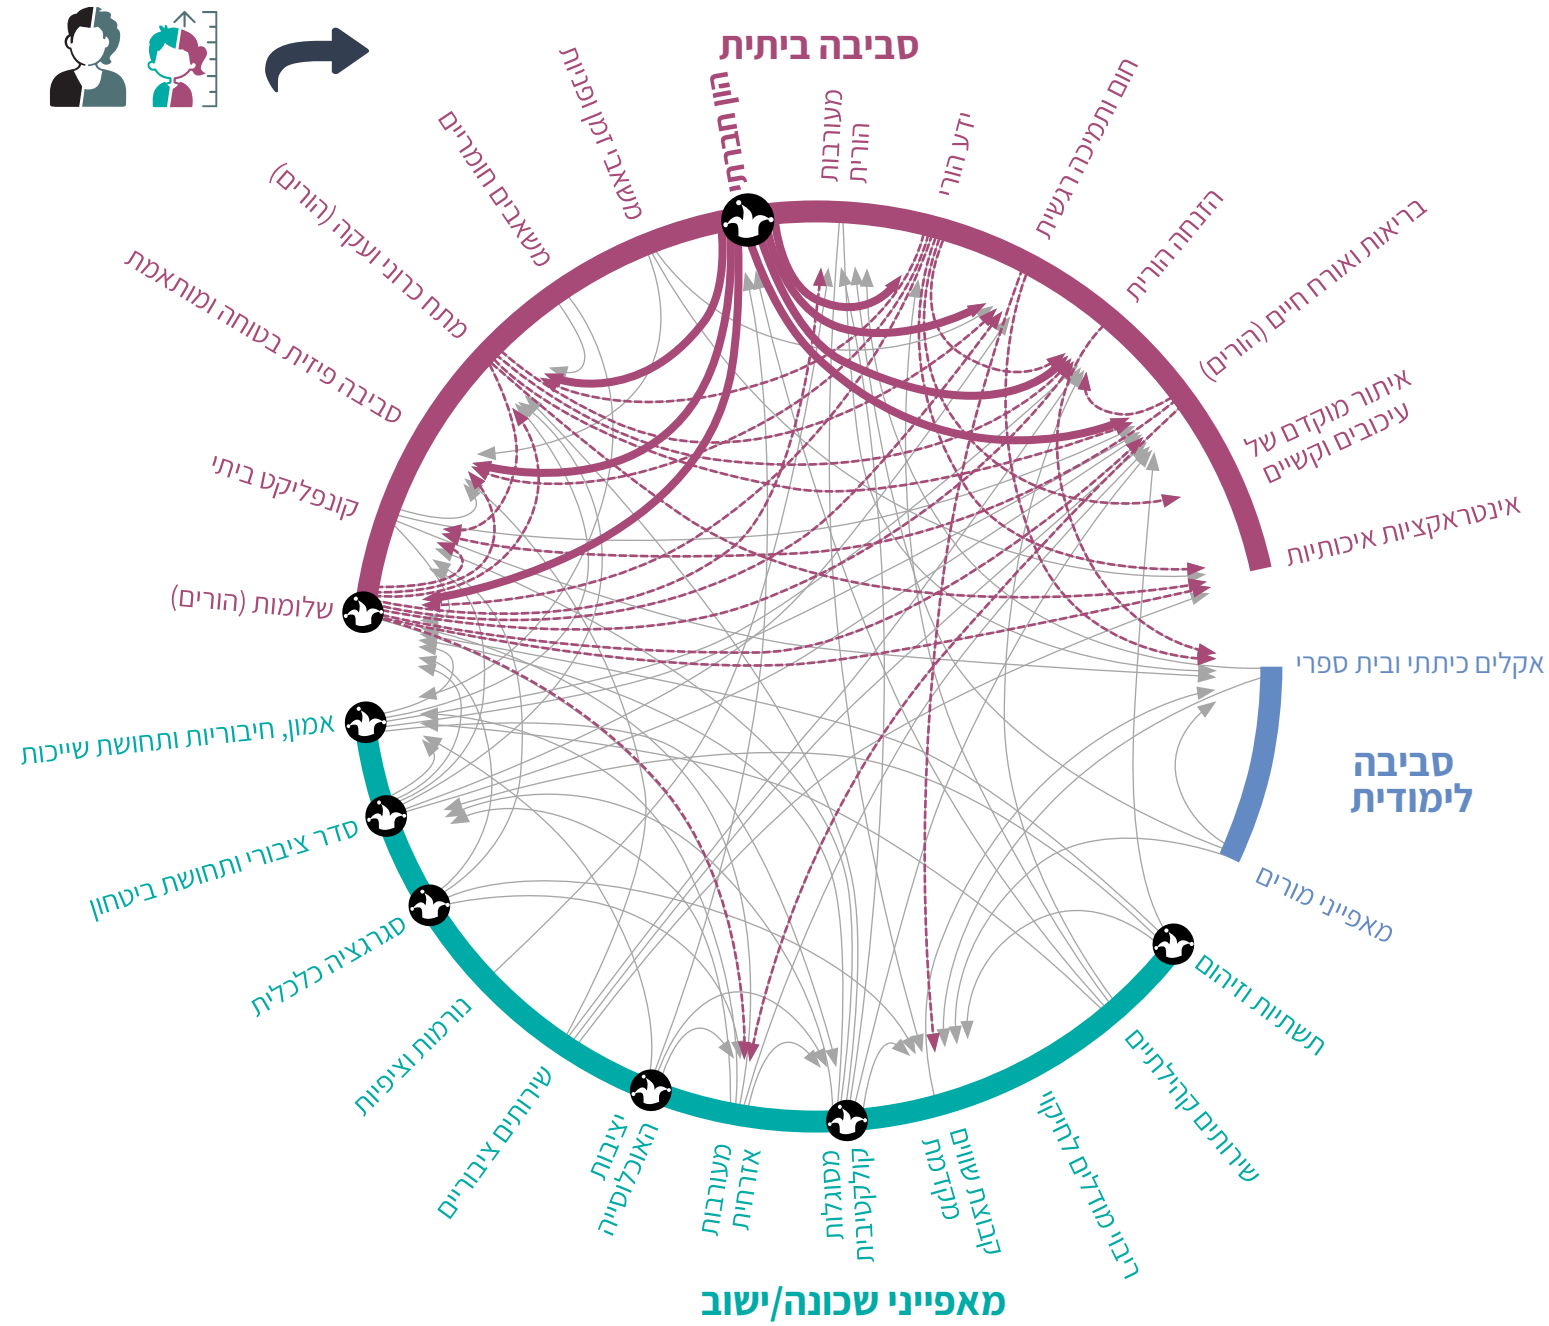 סביבה ביתית
הון חברתי
מעורבות
הורית
ידע הורי
חום ותמיכה רגשית
הזנחה הורית
בריאות ואורח חיים (הורים)
איתור מוקדם של
עיכובים וקשיים
אינטראקציות איכותיות
אקלים כיתתי ובית ספרי
סביבה
לימודית
מאפייני מורים
תשתיות וזיהום
שירותים קהילתיים
ריבוי מודלים לחיקוי
קבוצת שווים
מקדמת
מסוגלות
קולקטיבית
מעורבות
אזרחית
יציבות
האוכלוסייה
שירותים ציבוריים
נורמות וציפיות
סגרגציה כלכלית
סדר ציבורי ותחושת ביטחון
אמון, חיבוריות ותחושת שייכות
מאפייני שכונה/ישוב
שלומות (הורים)
קונפליקט ביתי
סביבה פיזית בטוחה ומותאמת
מתח כרוני ועקה (הורים)
משאבים חומריים
משאבי זמן ופניות